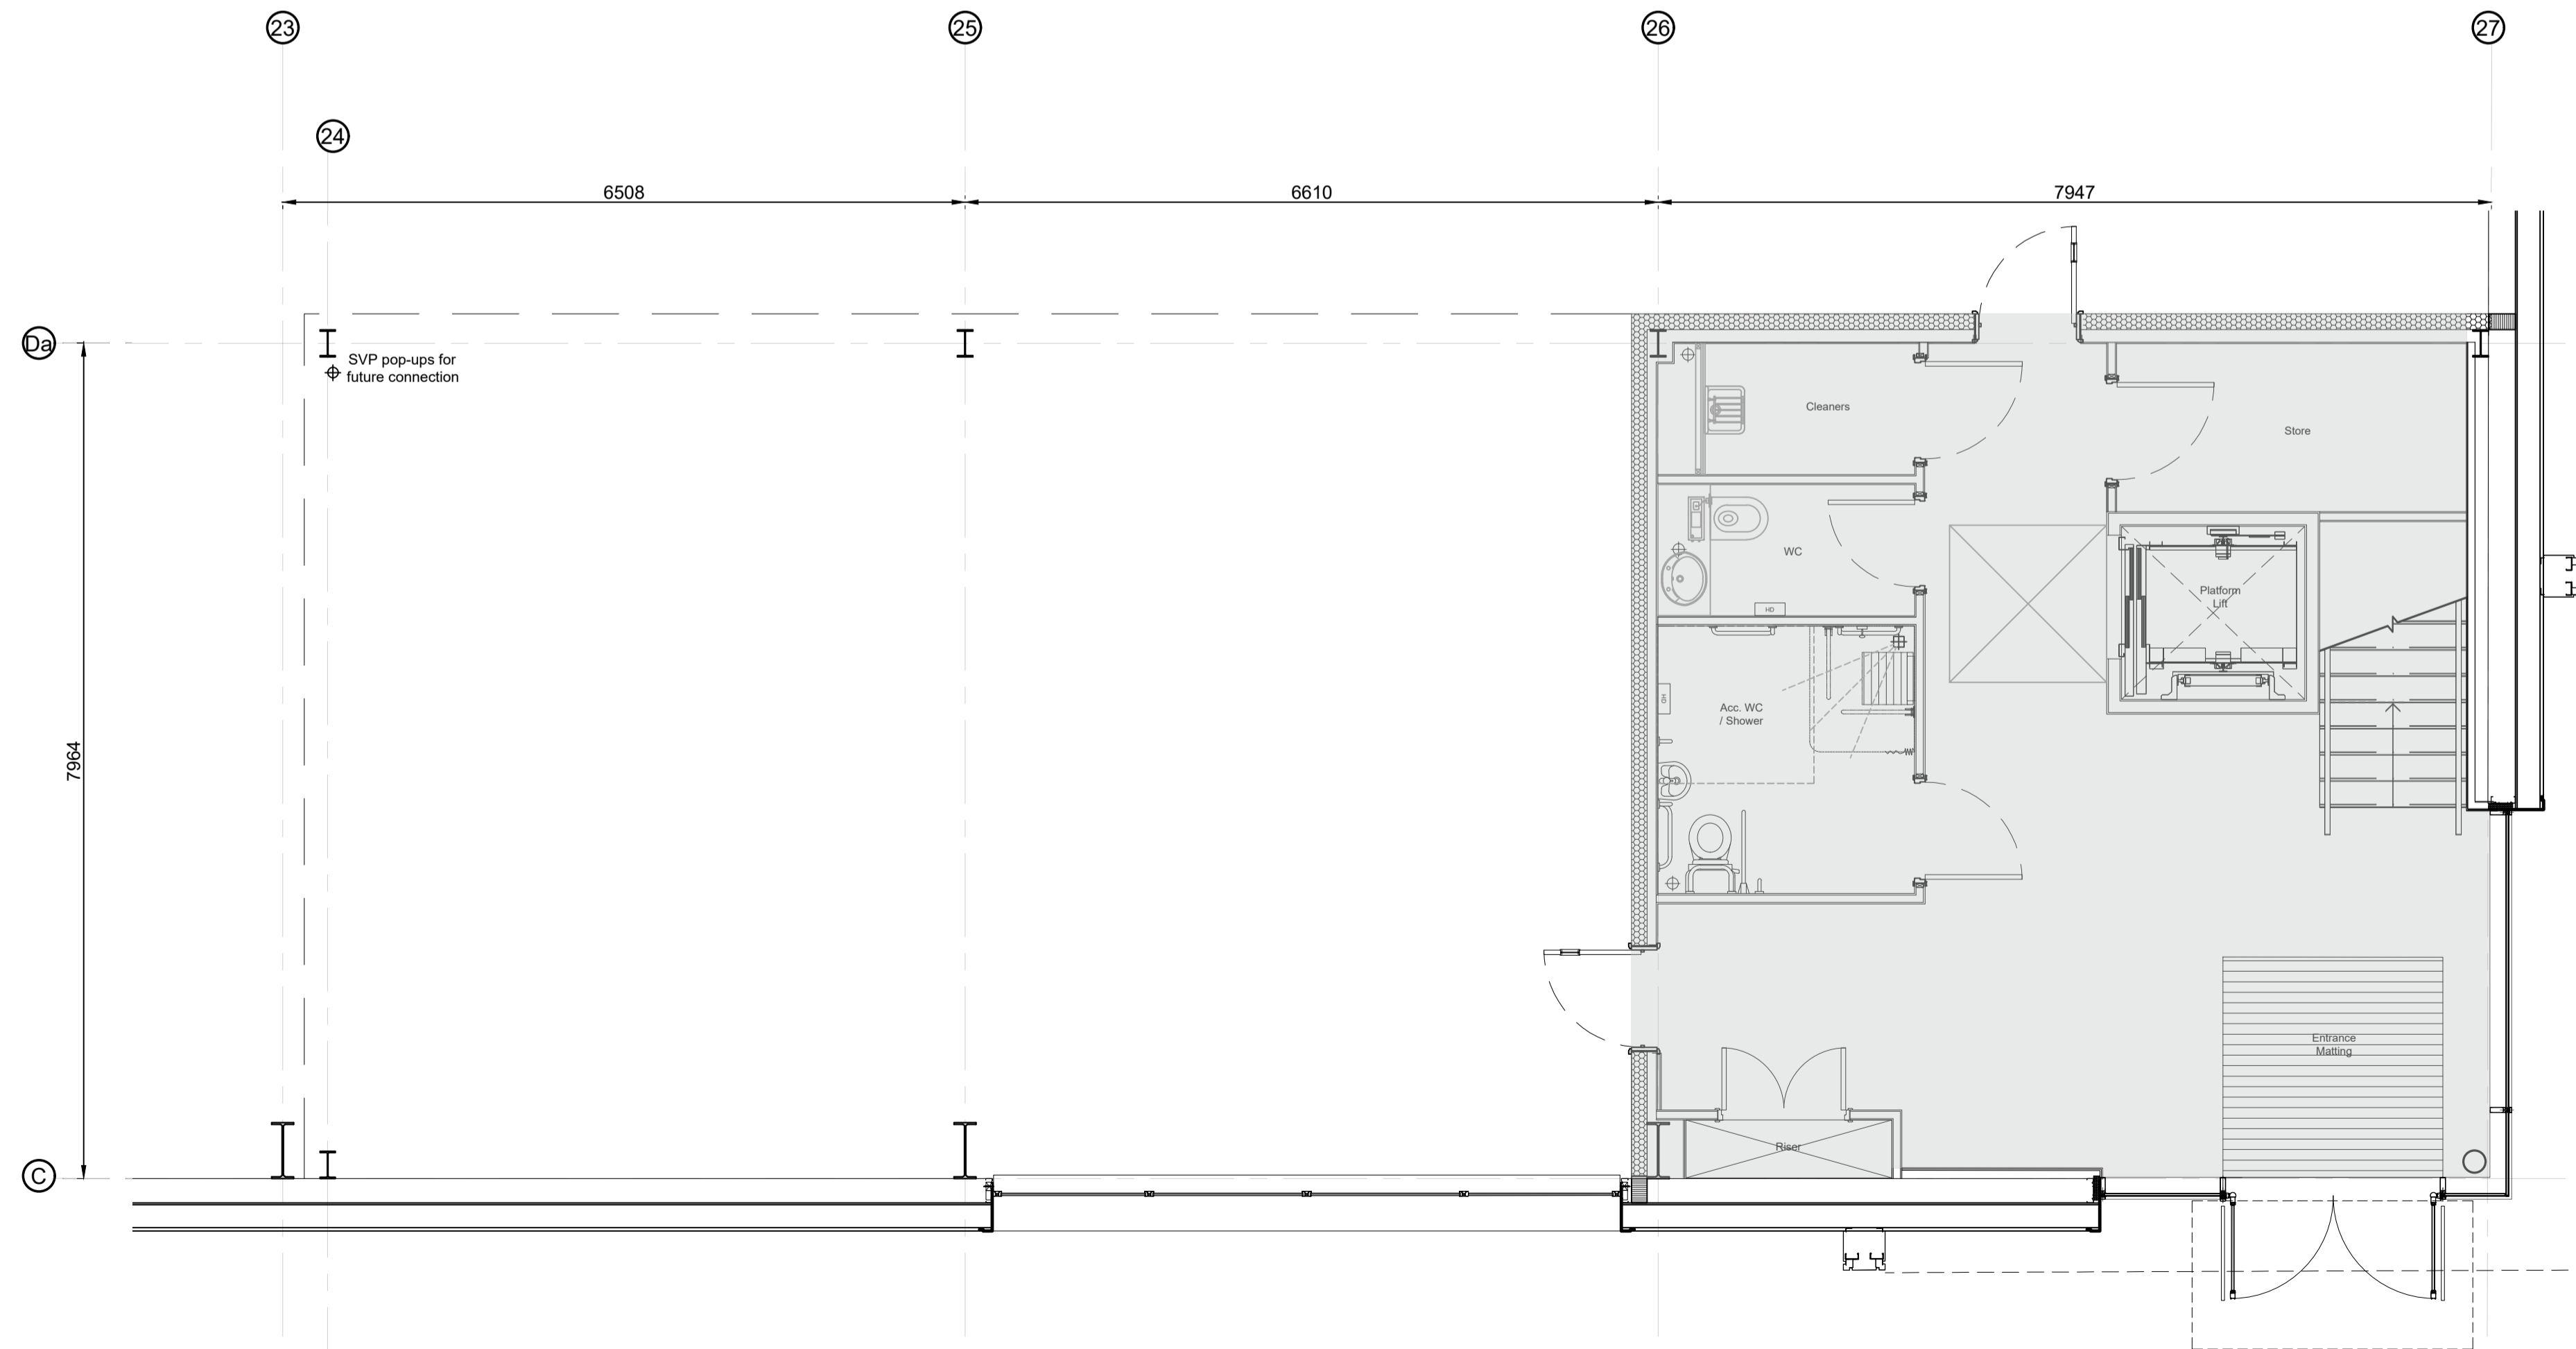 23
25
26
27
24
6508
6610
7947
Da
SVP pop-ups for
future connection
Cleaners
Store
WC
HD
Platform
Lift
HD
Acc. WC
/ Shower
7964
Entrance
Matting
Riser
C